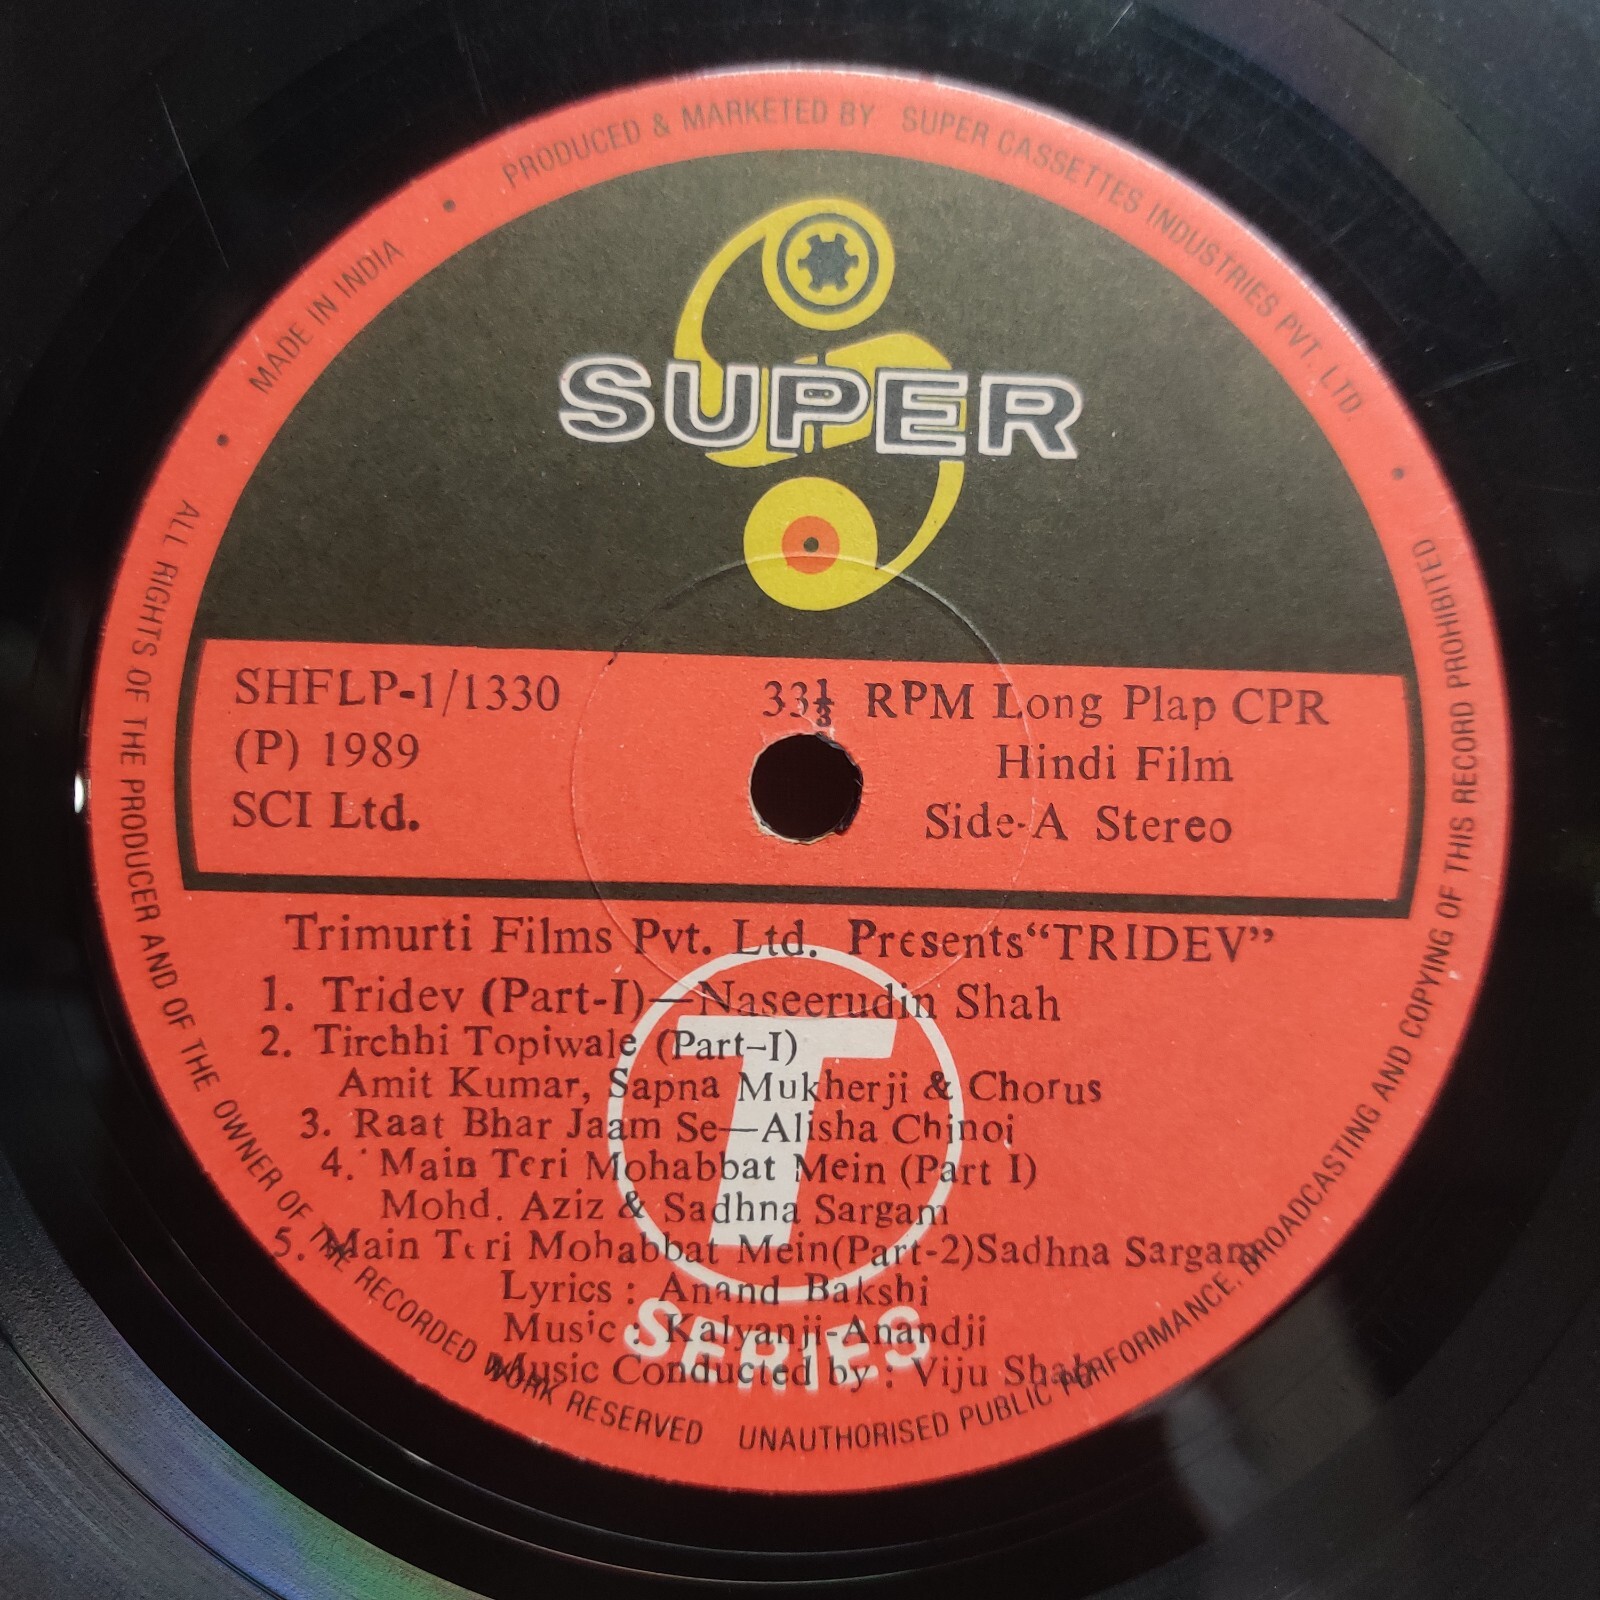 PRODUCED & MARKETED BY SUPER CASSETTES INDUSTRIES PVT. LTD.
MADE IN INDIA
SUPER
SHFLP-1/1330
(P) 1989
SCI Ltd.
33⅓ RPM Long Plap CPR
Hindi Film
Side-A Stereo
Trimurti Films Pvt. Ltd. Presents“TRIDEV”
1. Tridev (Part-I)—Naseerudin Shah
2. Tirchhi Topiwale (Part–I)
Amit Kumar, Sapna Mukherji & Chorus
3. Raat Bhar Jaam Se—Alisha Chinoi
4. Main Teri Mohabbat Mein (Part I)
Mohd. Aziz & Sadhna Sargam
5. Main Teri Mohabbat Mein(Part-2)Sadhna Sargam
Lyrics : Anand Bakshi
Music : Kalyanji-Anandji
Music Conducted by : Viju Shah
T
SERIES
ALL RIGHTS OF THE PRODUCER AND OF THE OWNER OF THE RECORDED WORK RESERVED
UNAUTHORISED PUBLIC PERFORMANCE, BROADCASTING AND COPYING OF THIS RECORD PROHIBITED